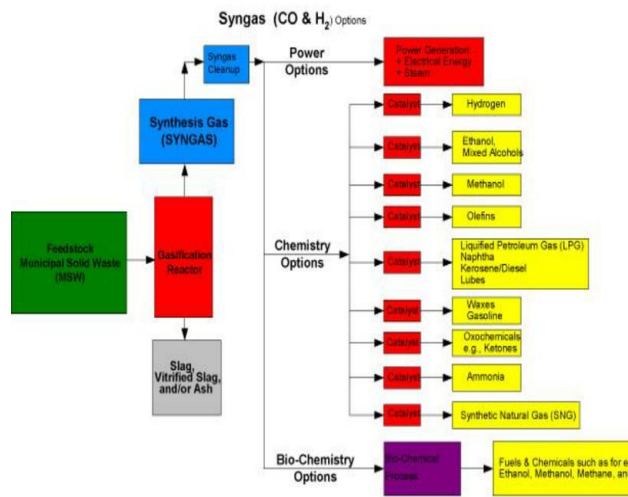 Syngas (CO & H2) Options
Syngas
Cleanup
Power
Options
Power Generation:
+ Electrical Energy
+ Steam
Synthesis Gas
(SYNGAS)
Catalyst
Hydrogen
Catalyst
Ethanol,
Mixed Alcohols
Catalyst
Methanol
Catalyst
Olefins
Feedstock
Municipal Solid Waste
(MSW)
Gasification
Reactor
Chemistry
Options
Catalyst
Liquified Petroleum Gas (LPG)
Naphtha
Kerosene/Diesel
Lubes
Catalyst
Waxes
Gasoline
Catalyst
Oxochemicals
e.g., Ketones
Slag,
Vitrified Slag,
and/or Ash
Catalyst
Ammonia
Catalyst
Synthetic Natural Gas (SNG)
Bio-Chemistry
Options
Bio-Chemical
Process
Fuels & Chemicals such as for e
Ethanol, Methanol, Methane, an